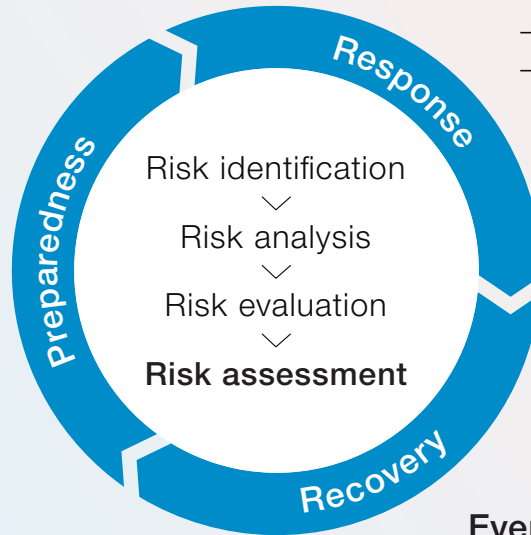 Response
Preparedness
Risk identification
Risk analysis
Risk evaluation
Risk assessment
Recovery